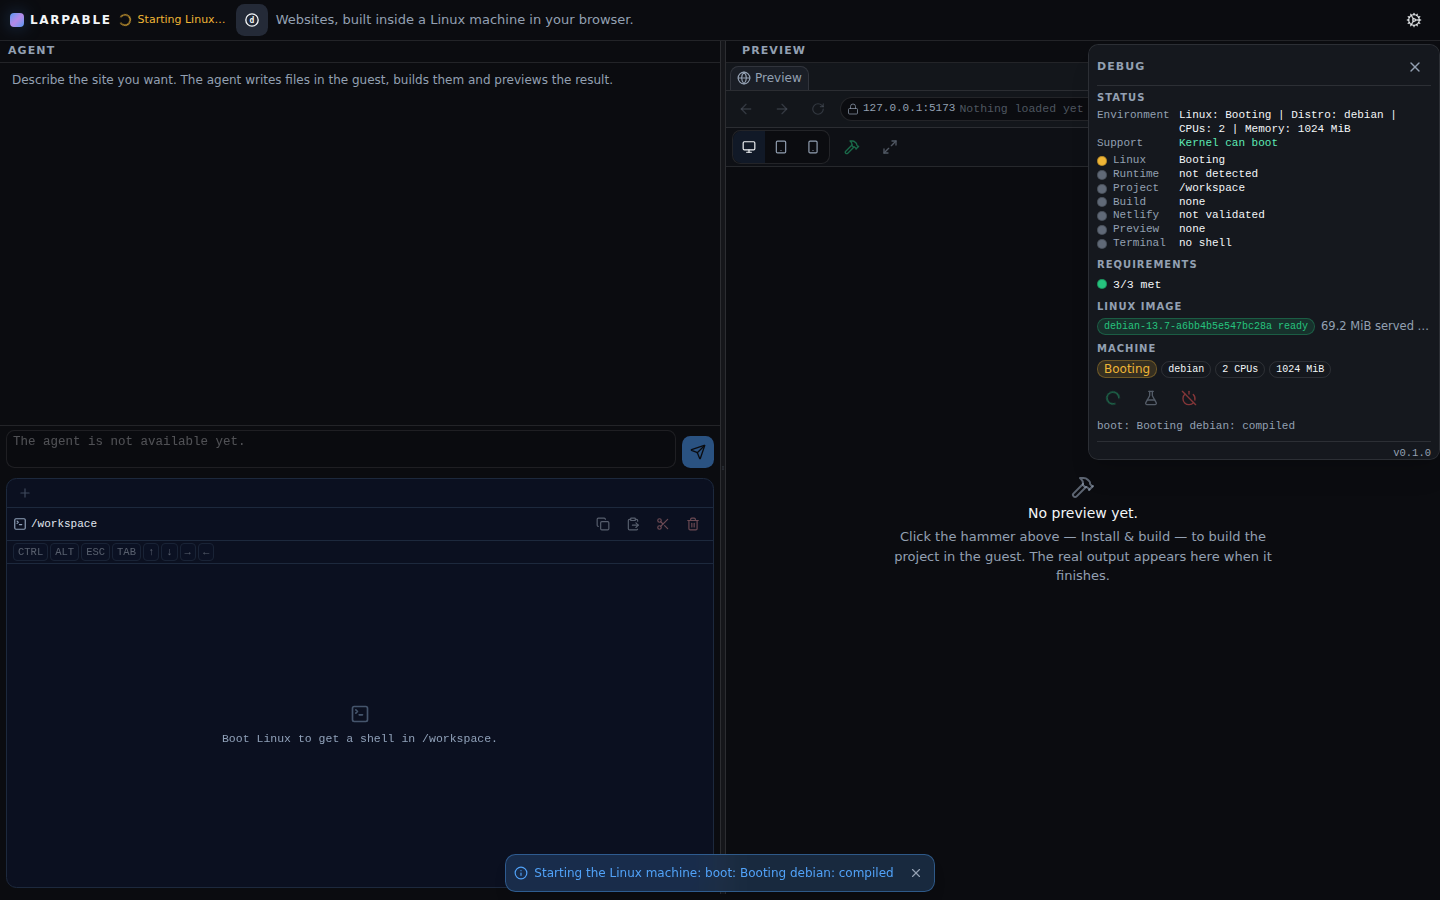 LARPABLE
Starting Linux...
d
Websites, built inside a Linux machine in your browser.
AGENT
Describe the site you want. The agent writes files in the guest, builds them and previews the result.
The agent is not available yet.
/workspace
CTRL ALT ESC TAB ↑ ↓ → ←
Boot Linux to get a shell in /workspace.
PREVIEW
Preview
127.0.0.1:5173 Nothing loaded yet
No preview yet.
Click the hammer above — Install & build — to build the
project in the guest. The real output appears here when it
finishes.
DEBUG
STATUS
Environment Linux: Booting | Distro: debian |
CPUs: 2 | Memory: 1024 MiB
Support Kernel can boot
Linux Booting
Runtime not detected
Project /workspace
Build none
Netlify not validated
Preview none
Terminal no shell
REQUIREMENTS
3/3 met
LINUX IMAGE
debian-13.7-a6bb4b5e547bc28a ready 69.2 MiB served ...
MACHINE
Booting debian 2 CPUs 1024 MiB
boot: Booting debian: compiled
v0.1.0
Starting the Linux machine: boot: Booting debian: compiled